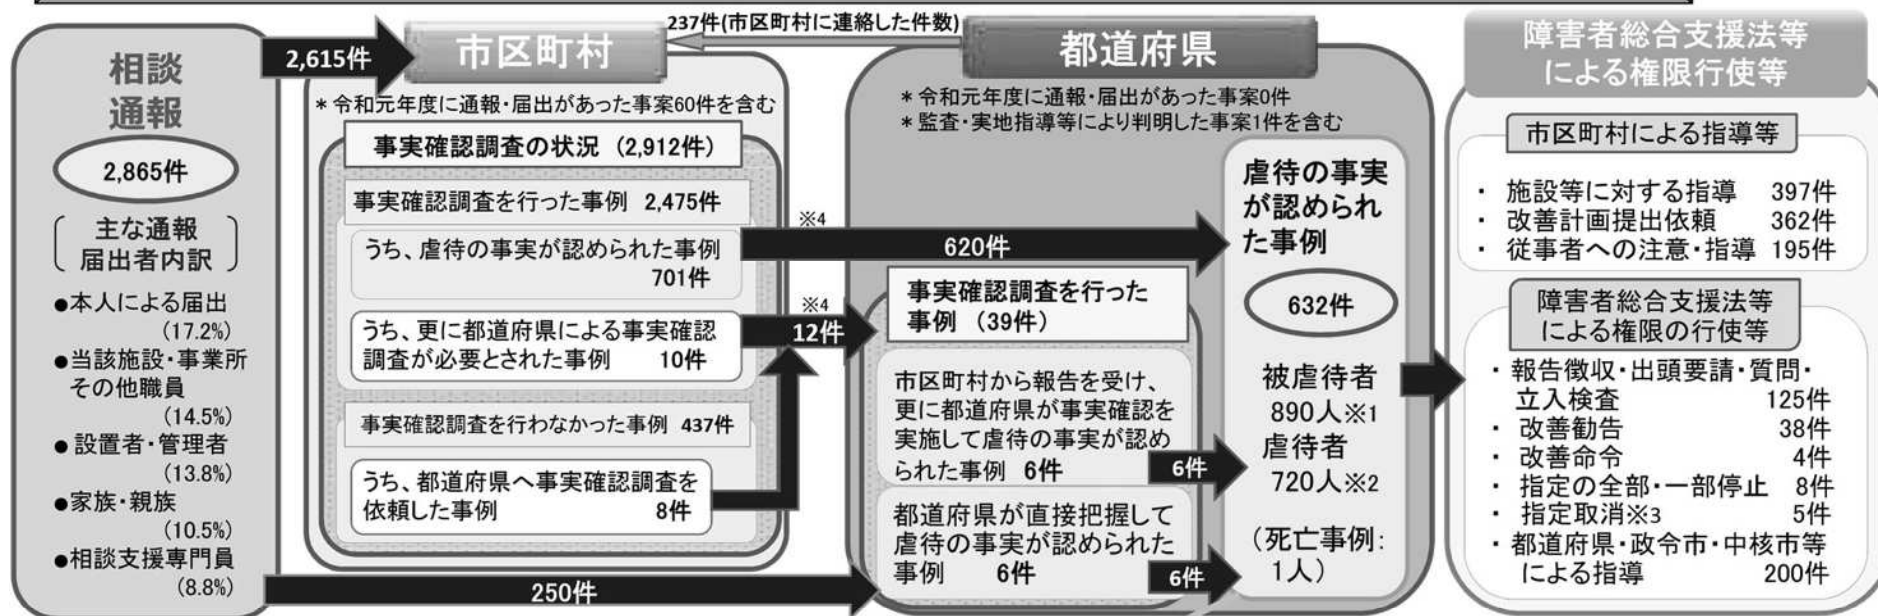 相談
通報
2,865件
主な通報
届出者内訳
●本人による届出
(17.2%)
●当該施設・事業所
その他職員
(14.5%)
●設置者・管理者
(13.8%)
●家族・親族
(10.5%)
●相談支援専門員
(8.8%)
2,615件
250件
市区町村
237件(市区町村に連絡した件数)
＊令和元年度に通報・届出があった事案60件を含む
事実確認調査の状況 (2,912件)
事実確認調査を行った事例 2,475件
うち、虐待の事実が認められた事例
701件
うち、更に都道府県による事実確認
調査が必要とされた事例 10件
事実確認調査を行わなかった事例 437件
うち、都道府県へ事実確認調査を
依頼した事例 8件
※4
620件
※4
12件
都道府県
＊令和元年度に通報・届出があった事案0件
＊監査・実地指導等により判明した事案1件を含む
事実確認調査を行った
事例 (39件)
市区町村から報告を受け、
更に都道府県が事実確認を
実施して虐待の事実が認め
られた事例 6件
6件
都道府県が直接把握して
虐待の事実が認められた
事例 6件
6件
虐待の事実
が認められ
た事例
632件
被虐待者
890人※1
虐待者
720人※2
(死亡事例:
1人)
障害者総合支援法等
による権限行使等
市区町村による指導等
・ 施設等に対する指導 397件
・ 改善計画提出依頼 362件
・ 従事者への注意・指導 195件
障害者総合支援法等
による権限の行使等
・報告徴収・出頭要請・質問・
立入検査 125件
・ 改善勧告 38件
・ 改善命令 4件
・ 指定の全部・一部停止 8件
・ 指定取消※3 5件
・都道府県・政令市・中核市等
による指導 200件